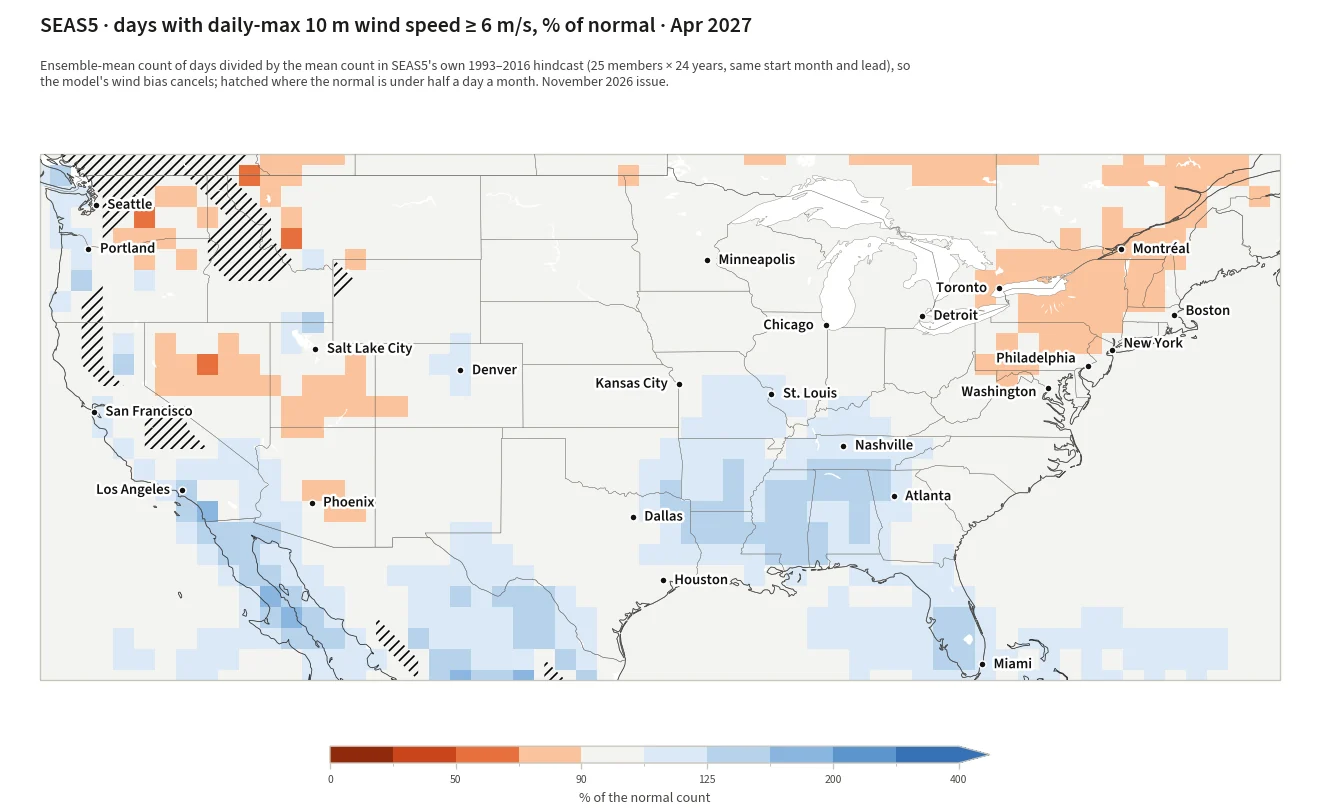 SEAS5 · days with daily-max 10 m wind speed ≥ 6 m/s, % of normal · Apr 2027
Ensemble-mean count of days divided by the mean count in SEAS5's own 1993–2016 hindcast (25 members × 24 years, same start month and lead), so
the model's wind bias cancels; hatched where the normal is under half a day a month. November 2026 issue.
Seattle
Portland
Minneapolis
Montréal
Toronto
Boston
Detroit
Chicago
New York
Salt Lake City
Philadelphia
Denver
Kansas City
St. Louis
Washington
San Francisco
Nashville
Los Angeles
Phoenix
Atlanta
Dallas
Houston
Miami
0 50 90 125 200 400
% of the normal count